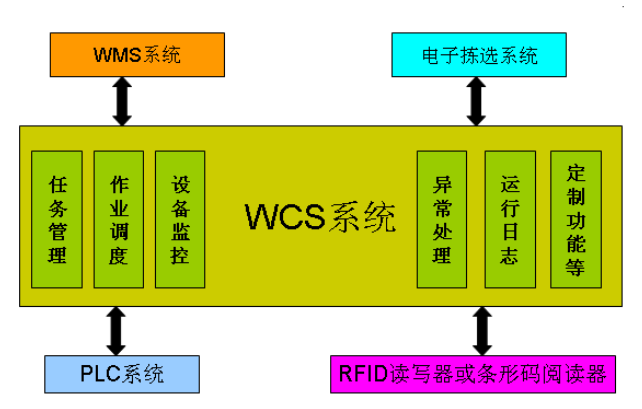 WMS系统
电子拣选系统
任务管理
作业调度
设备监控
WCS系统
异常处理
运行日志
定制功能等
PLC系统
RFID读写器或条形码阅读器